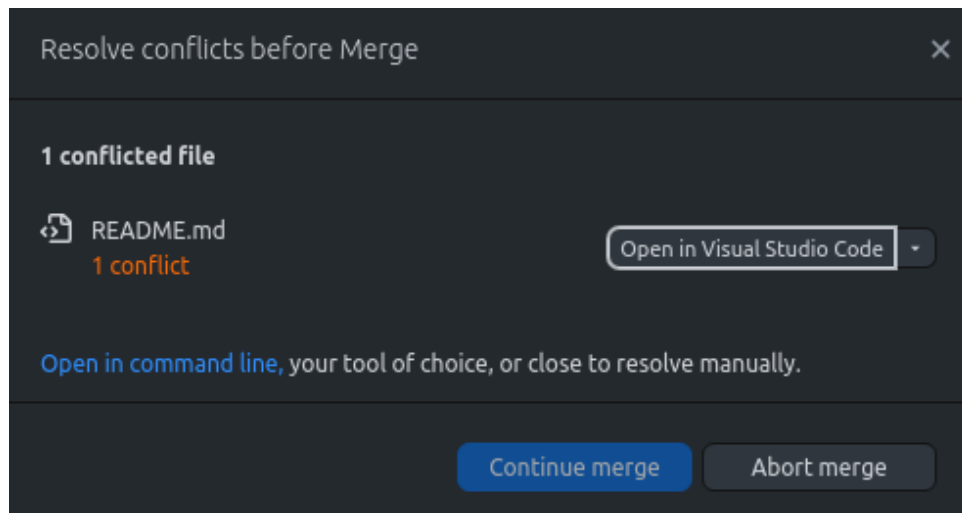 Resolve conflicts before Merge
1 conflicted file
README.md
1 conflict
Open in Visual Studio Code
Open in command line, your tool of choice, or close to resolve manually.
Continue merge
Abort merge